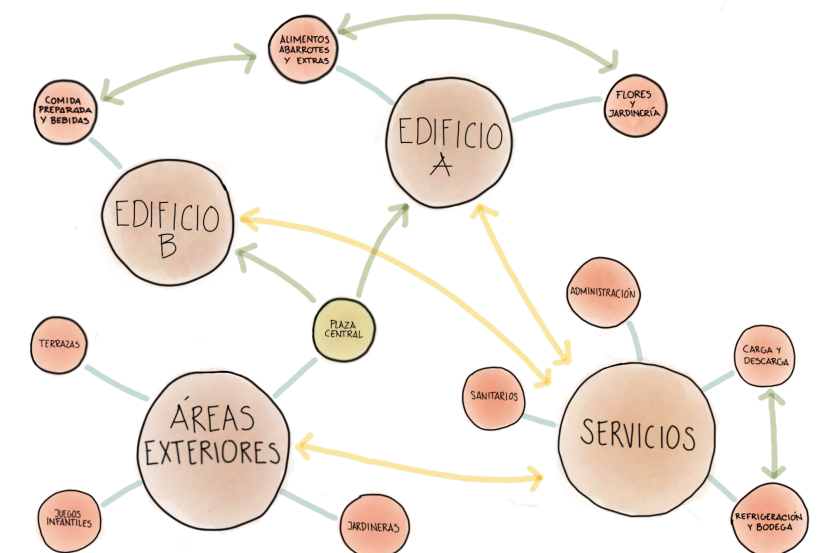 ALIMENTOS
ABARROTES
Y EXTRAS
COMIDA
PREPARADA
Y BEBIDAS
FLORES
Y
JARDINERÍA
EDIFICIO
A
EDIFICIO
B
ADMINISTRACIÓN
PLAZA
CENTRAL
TERRAZAS
CARGA Y
DESCARGA
SANITARIOS
ÁREAS
EXTERIORES
SERVICIOS
JUEGOS
INFANTILES
JARDINERAS
REFRIGERACIÓN
Y BODEGA